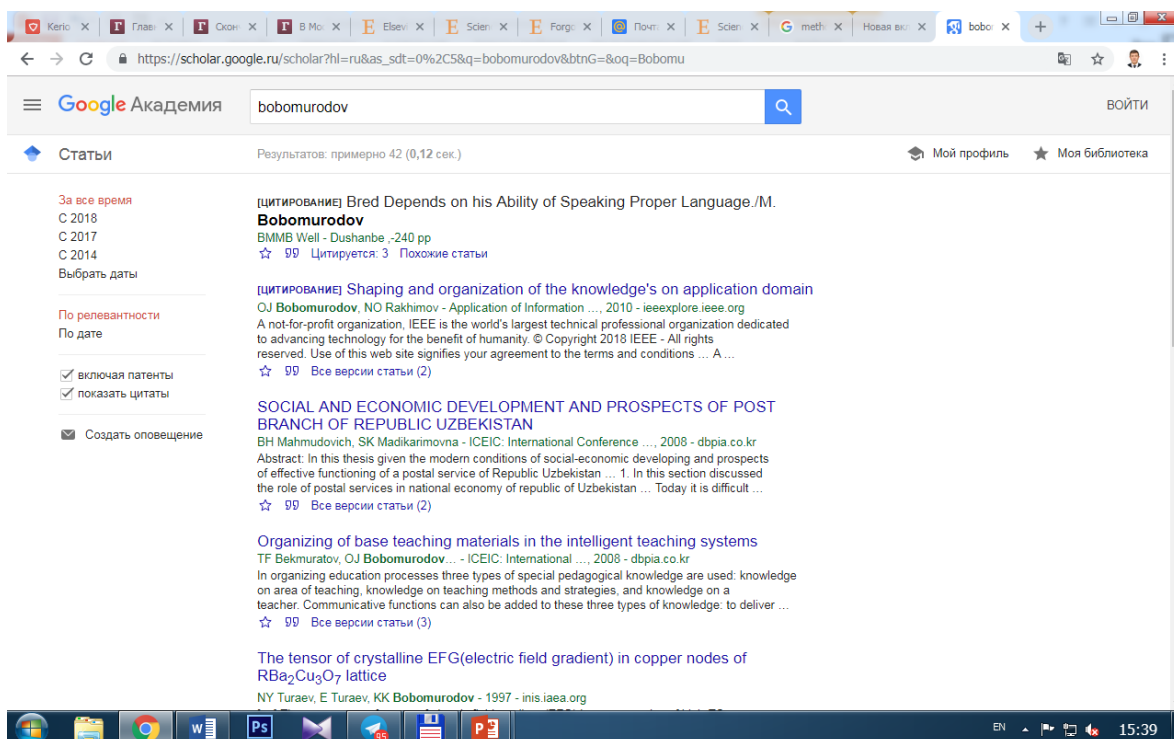 Kerio
Глав
Скон
В Мо
Elsevi
Scien
Forgo
Почт
Scien
meth
Новая вкл
bobor
https://scholar.google.ru/scholar?hl=ru&as_sdt=0%2C5&q=bobomurodov&btnG=&oq=Bobomu
Google Академия
bobomurodov
ВОЙТИ
Статьи
Результатов: примерно 42 (0,12 сек.)
Мой профиль
Моя библиотека
За все время
С 2018
С 2017
С 2014
Выбрать даты
По релевантности
По дате
включая патенты
показать цитаты
Создать оповещение
[ЦИТИРОВАНИЕ] Bred Depends on his Ability of Speaking Proper Language./M.
Bobomurodov
BMMB Well - Dushanbe ,-240 pp
Цитируется: 3 Похожие статьи
[ЦИТИРОВАНИЕ] Shaping and organization of the knowledge's on application domain
OJ Bobomurodov, NO Rakhimov - Application of Information ..., 2010 - ieeexplore.ieee.org
A not-for-profit organization, IEEE is the world's largest technical professional organization dedicated
to advancing technology for the benefit of humanity. © Copyright 2018 IEEE - All rights
reserved. Use of this web site signifies your agreement to the terms and conditions ... A ...
Все версии статьи (2)
SOCIAL AND ECONOMIC DEVELOPMENT AND PROSPECTS OF POST
BRANCH OF REPUBLIC UZBEKISTAN
BH Mahmudovich, SK Madikarimovna - ICEIC: International Conference ..., 2008 - dbpia.co.kr
Abstract: In this thesis given the modern conditions of social-economic developing and prospects
of effective functioning of a postal service of Republic Uzbekistan ... 1. In this section discussed
the role of postal services in national economy of republic of Uzbekistan ... Today it is difficult ...
Все версии статьи (2)
Organizing of base teaching materials in the intelligent teaching systems
TF Bekmuratov, OJ Bobomurodov... - ICEIC: International ..., 2008 - dbpia.co.kr
In organizing education processes three types of special pedagogical knowledge are used: knowledge
on area of teaching, knowledge on teaching methods and strategies, and knowledge on a
teacher. Communicative functions can also be added to these three types of knowledge: to deliver ...
Все версии статьи (3)
The tensor of crystalline EFG(electric field gradient) in copper nodes of
RBa₂Cu₃O₇ lattice
NY Turaev, E Turaev, KK Bobomurodov - 1997 - inis.iaea.org
EN
15:39